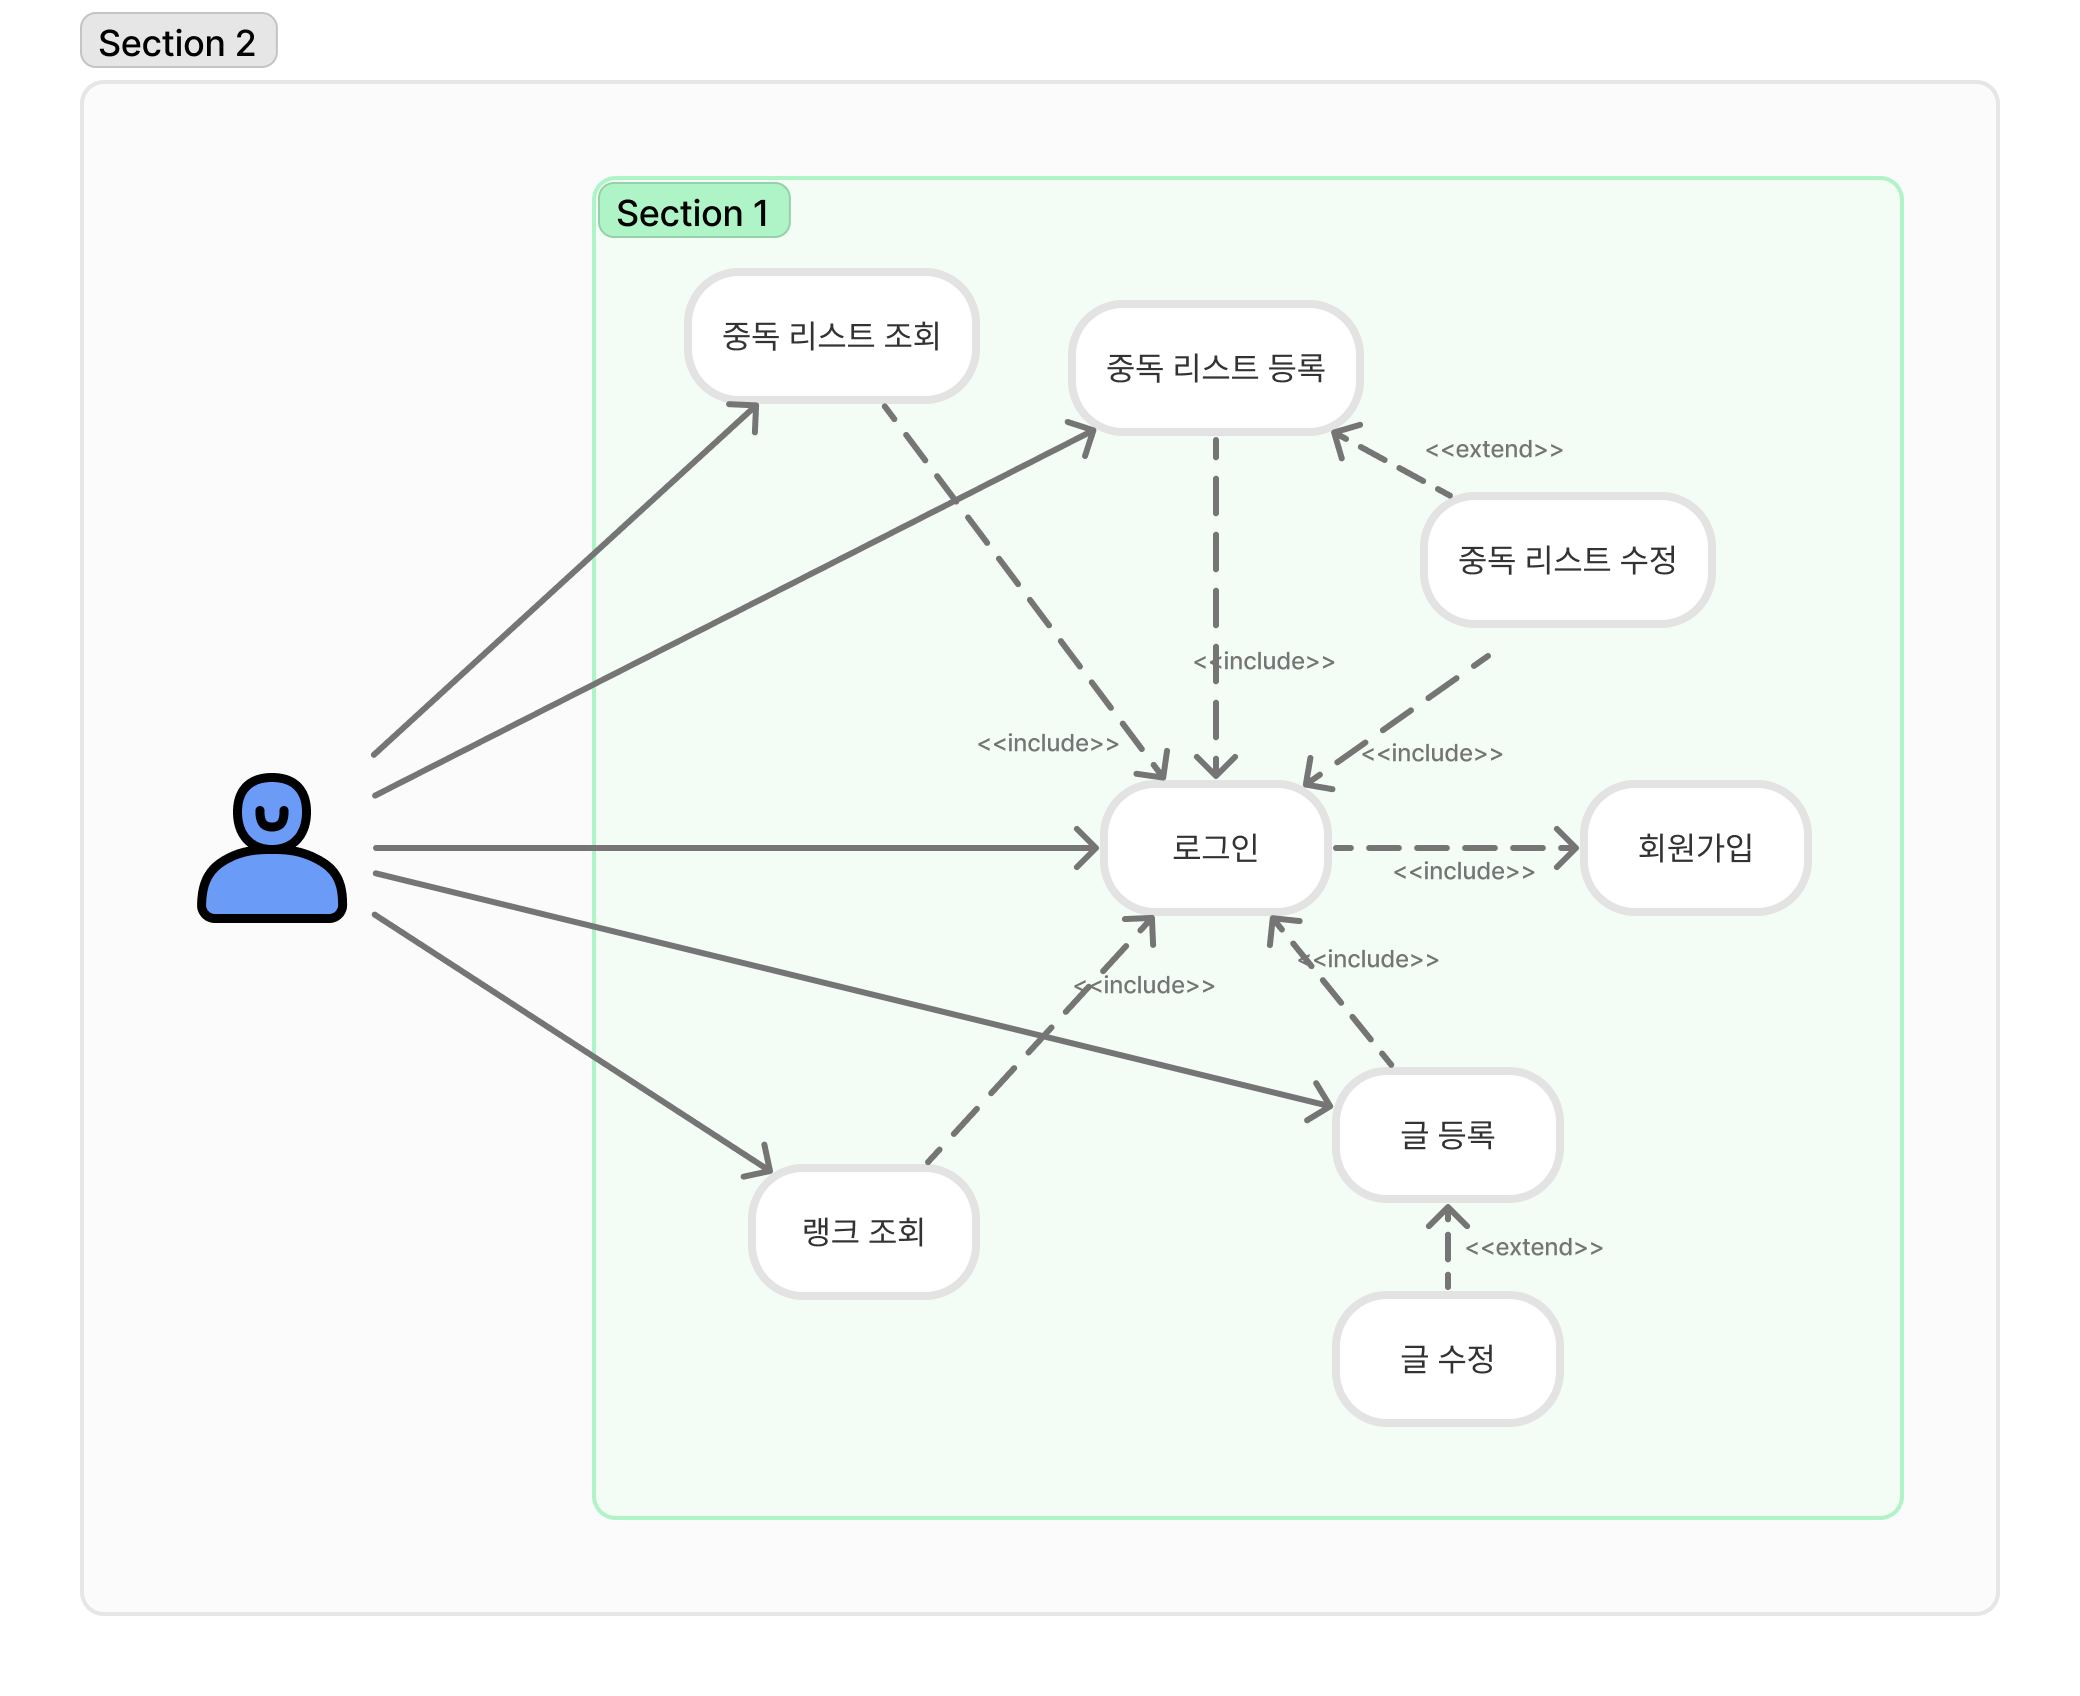 Section 2
Section 1
중독 리스트 조회
중독 리스트 등록
<<extend>>
중독 리스트 수정
<<include>>
<<include>>
<<include>>
로그인
회원가입
<<include>>
<<include>>
<<include>>
글 등록
랭크 조회
<<extend>>
글 수정